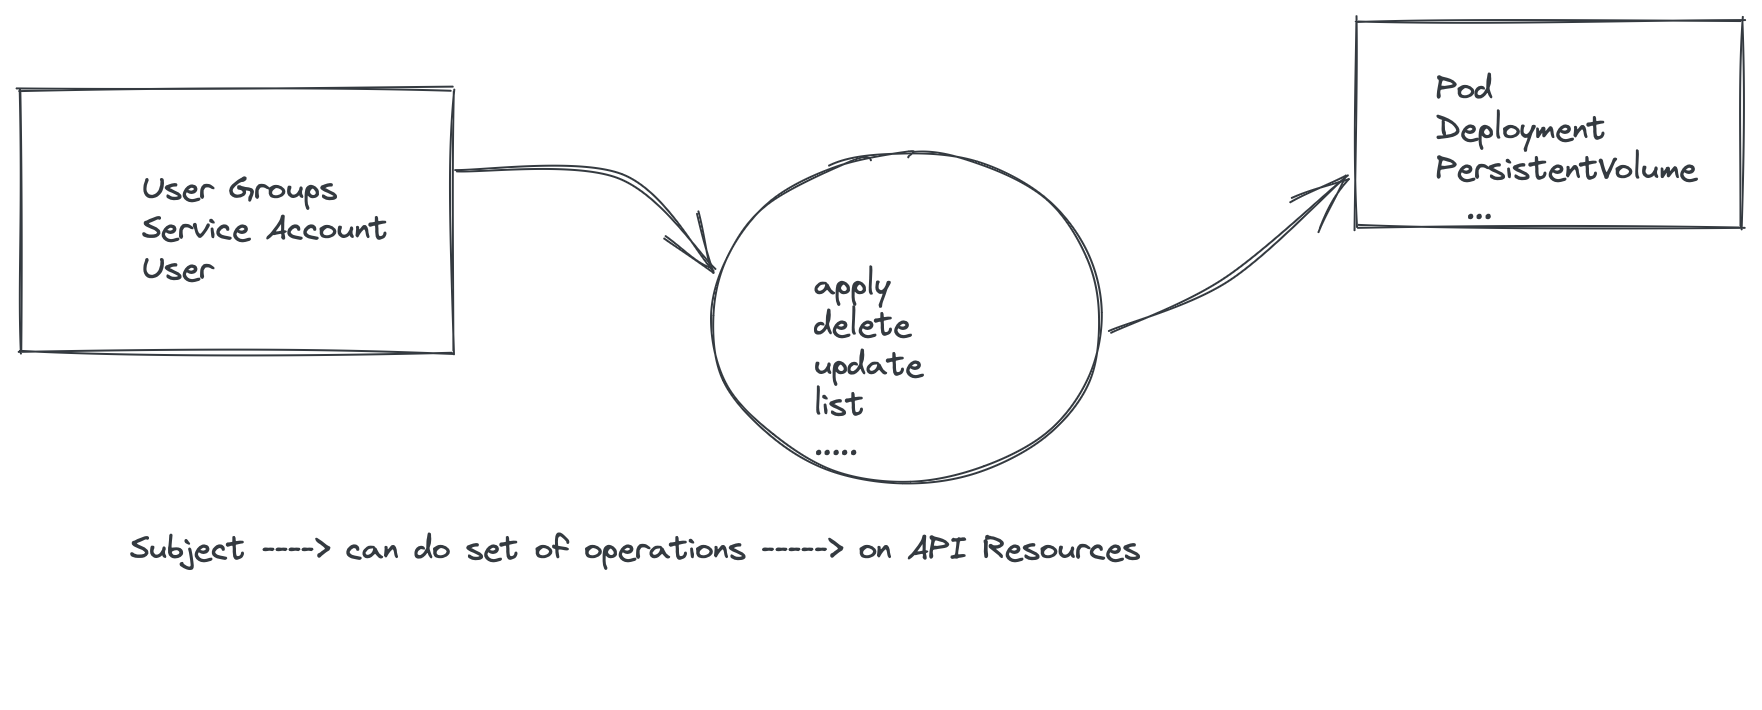 User Groups
Service Account
User
apply
delete
update
list
.....
Pod
Deployment
PersistentVolume
...
Subject ----> can do set of operations -----> on API Resources